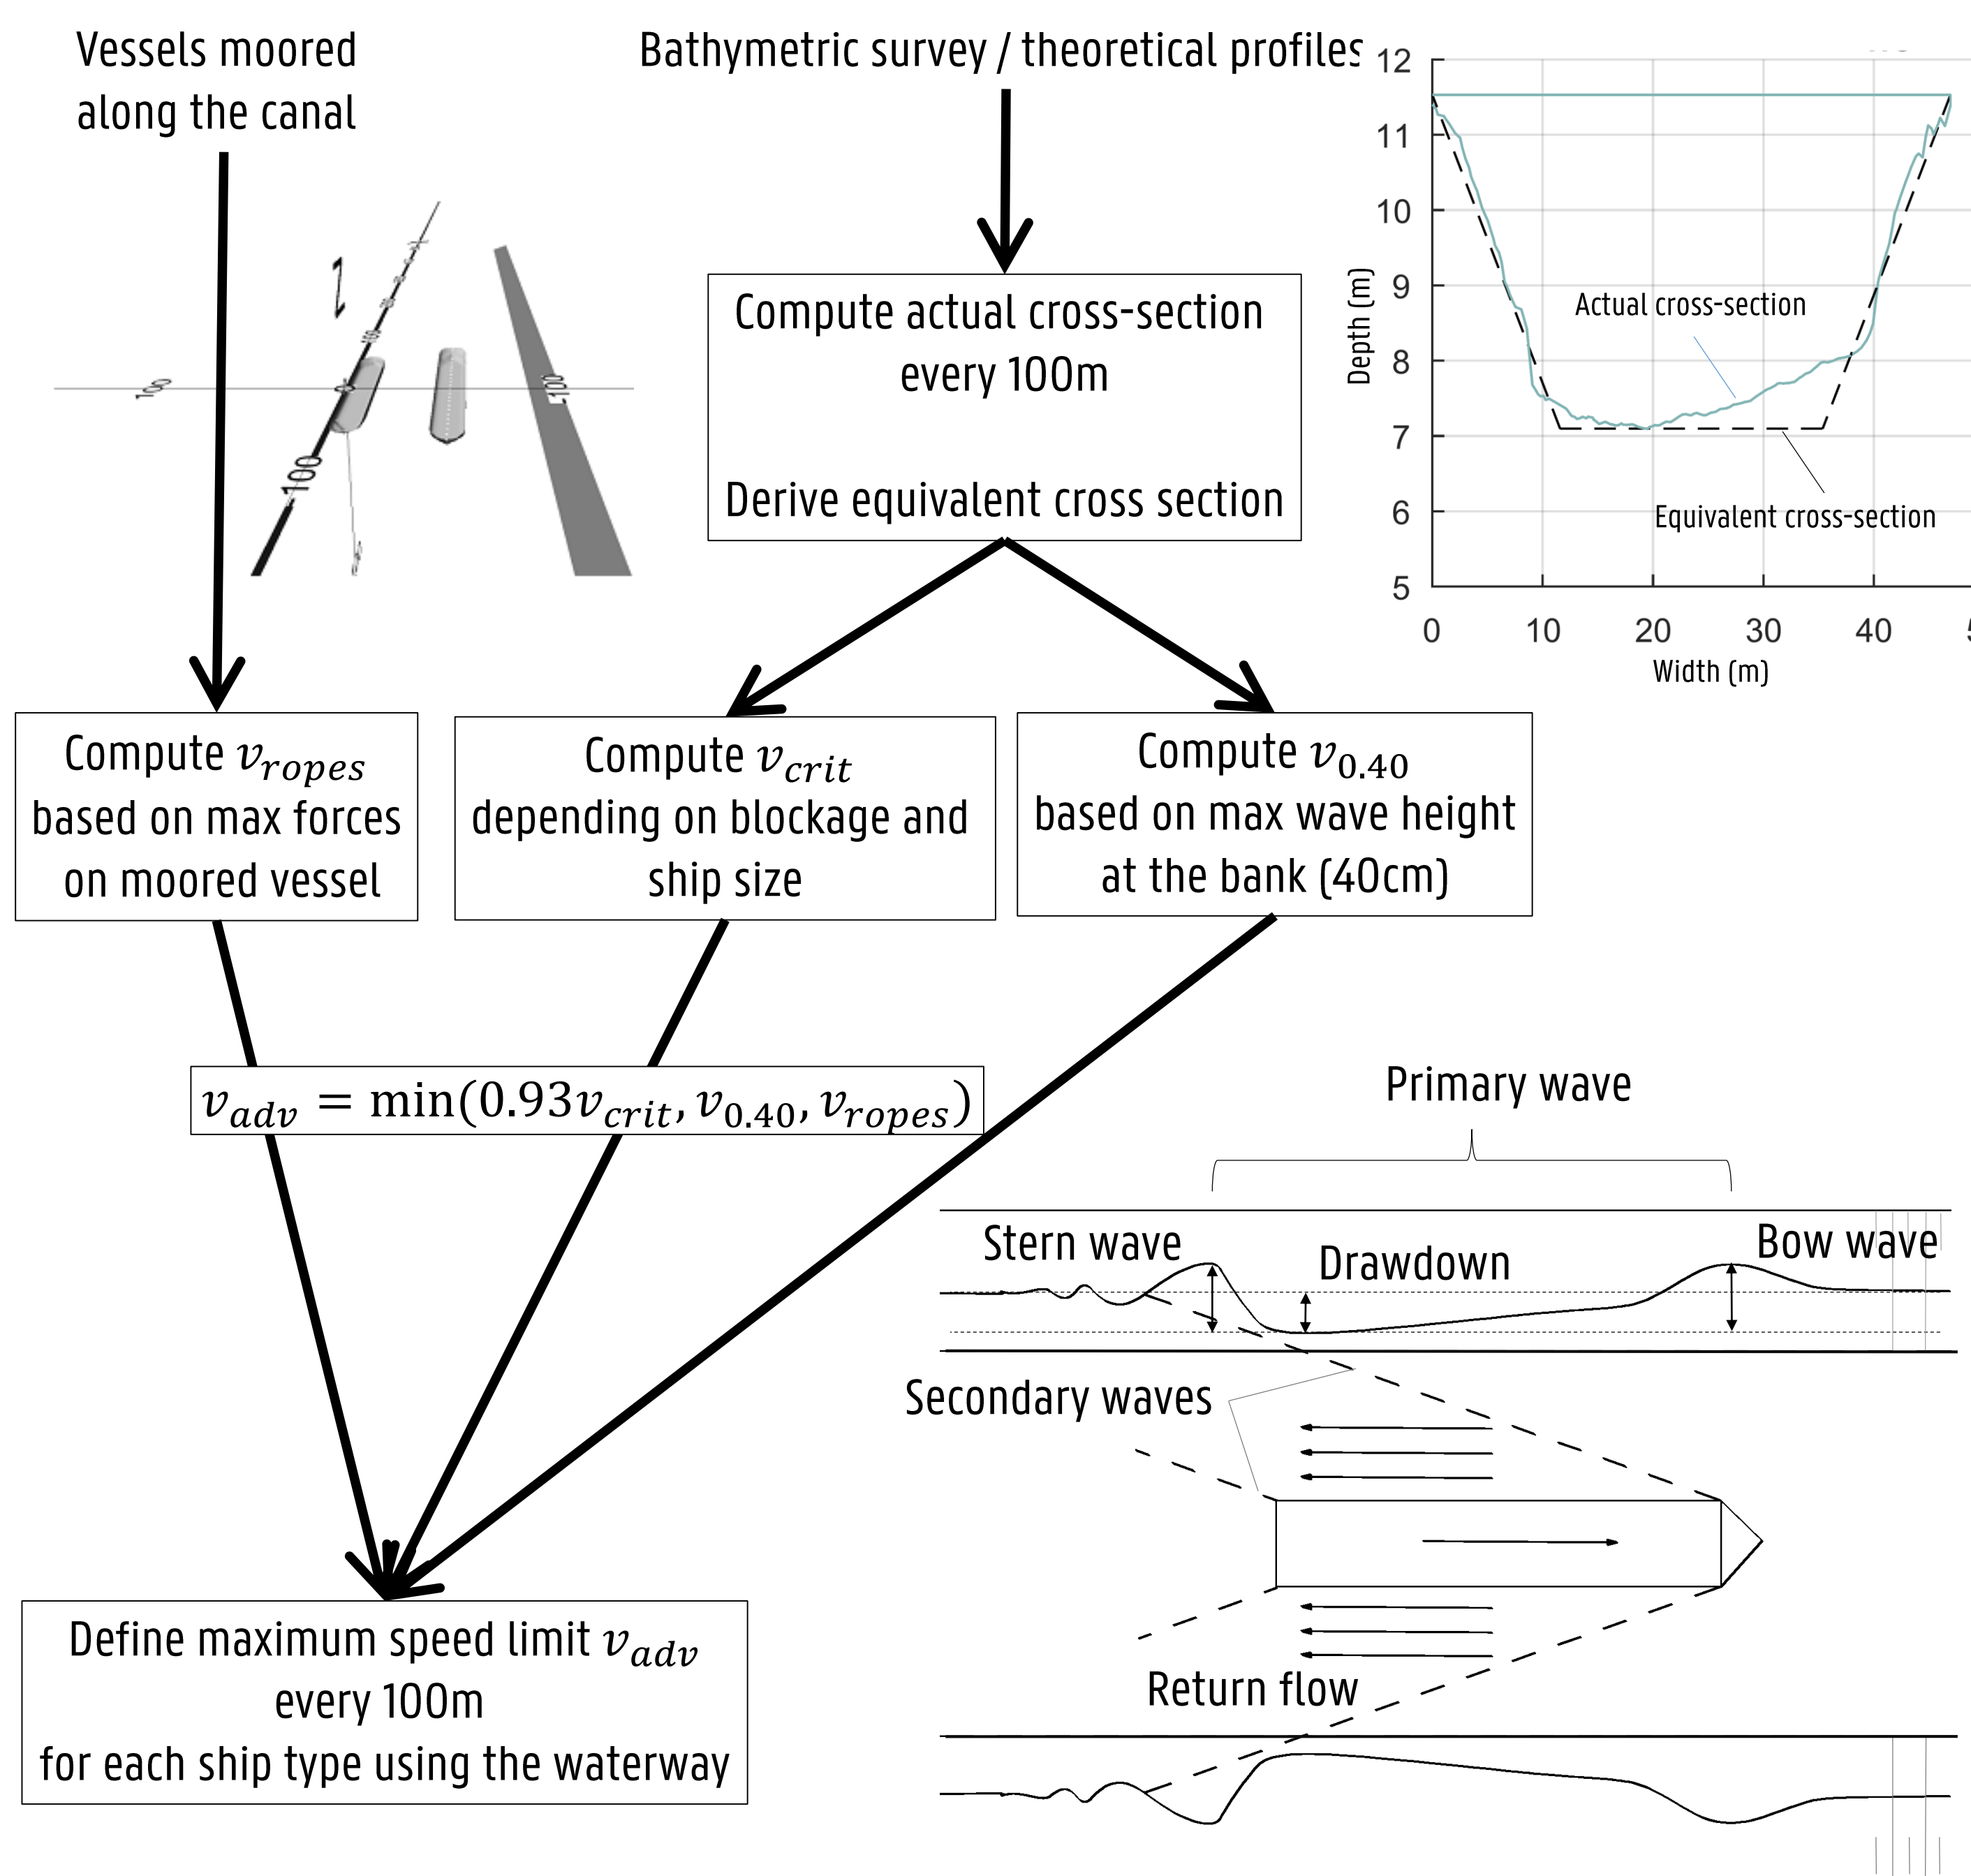 Vessels moored
along the canal
Bathymetric survey / theoretical profiles
Compute actual cross-section
every 100m
Derive equivalent cross section
12
11
10
9
8
7
6
5
0
10
20
30
40
Depth (m)
Width (m)
Actual cross-section
Equivalent cross-section
100
-100
100
Compute v_ropes
based on max forces
on moored vessel
Compute v_crit
depending on blockage and
ship size
Compute v_0.40
based on max wave height
at the bank (40cm)
v_adv = min(0.93v_crit, v_0.40, v_ropes)
Define maximum speed limit v_adv
every 100m
for each ship type using the waterway
Primary wave
Stern wave
Drawdown
Bow wave
Secondary waves
Return flow